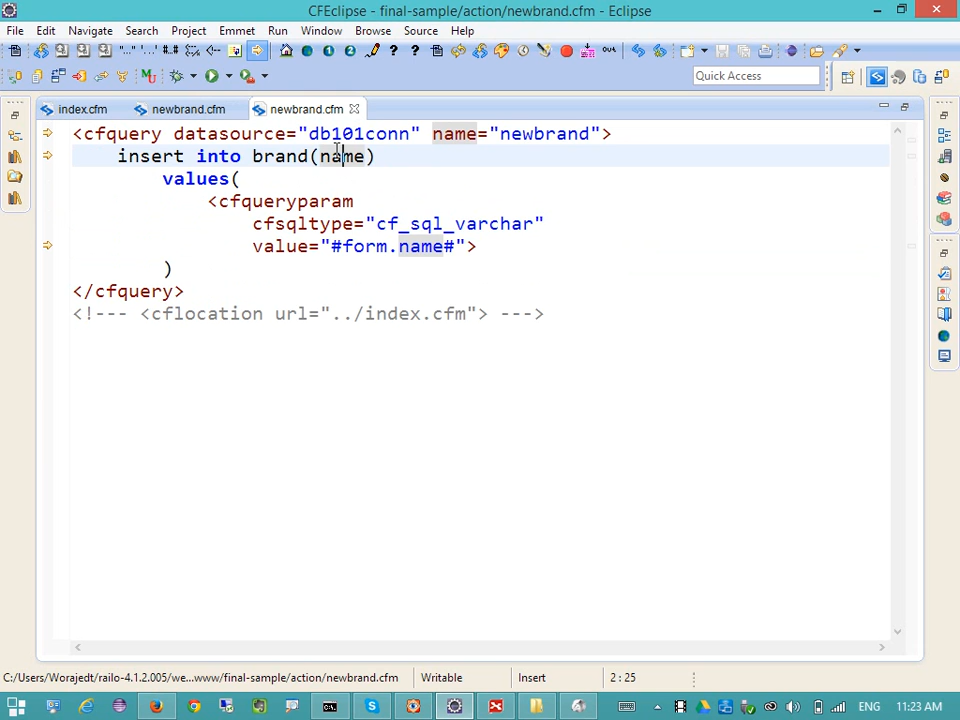 CFEclipse - final-sample/action/newbrand.cfm - Eclipse
File Edit Navigate Search Project Emmet Run Window Browse Source Help
Quick Access
index.cfm newbrand.cfm newbrand.cfm
<cfquery datasource="db101conn" name="newbrand">
insert into brand(name)
values(
<cfqueryparam
cfsqltype="cf_sql_varchar"
value="#form.name#">
)
</cfquery>
<!--- <cflocation url="../index.cfm"> --->
C:/Users/Worajedt/railo-4.1.2.005/we...www/final-sample/action/newbrand.cfm Writable Insert 2 : 25
ENG 11:23 AM